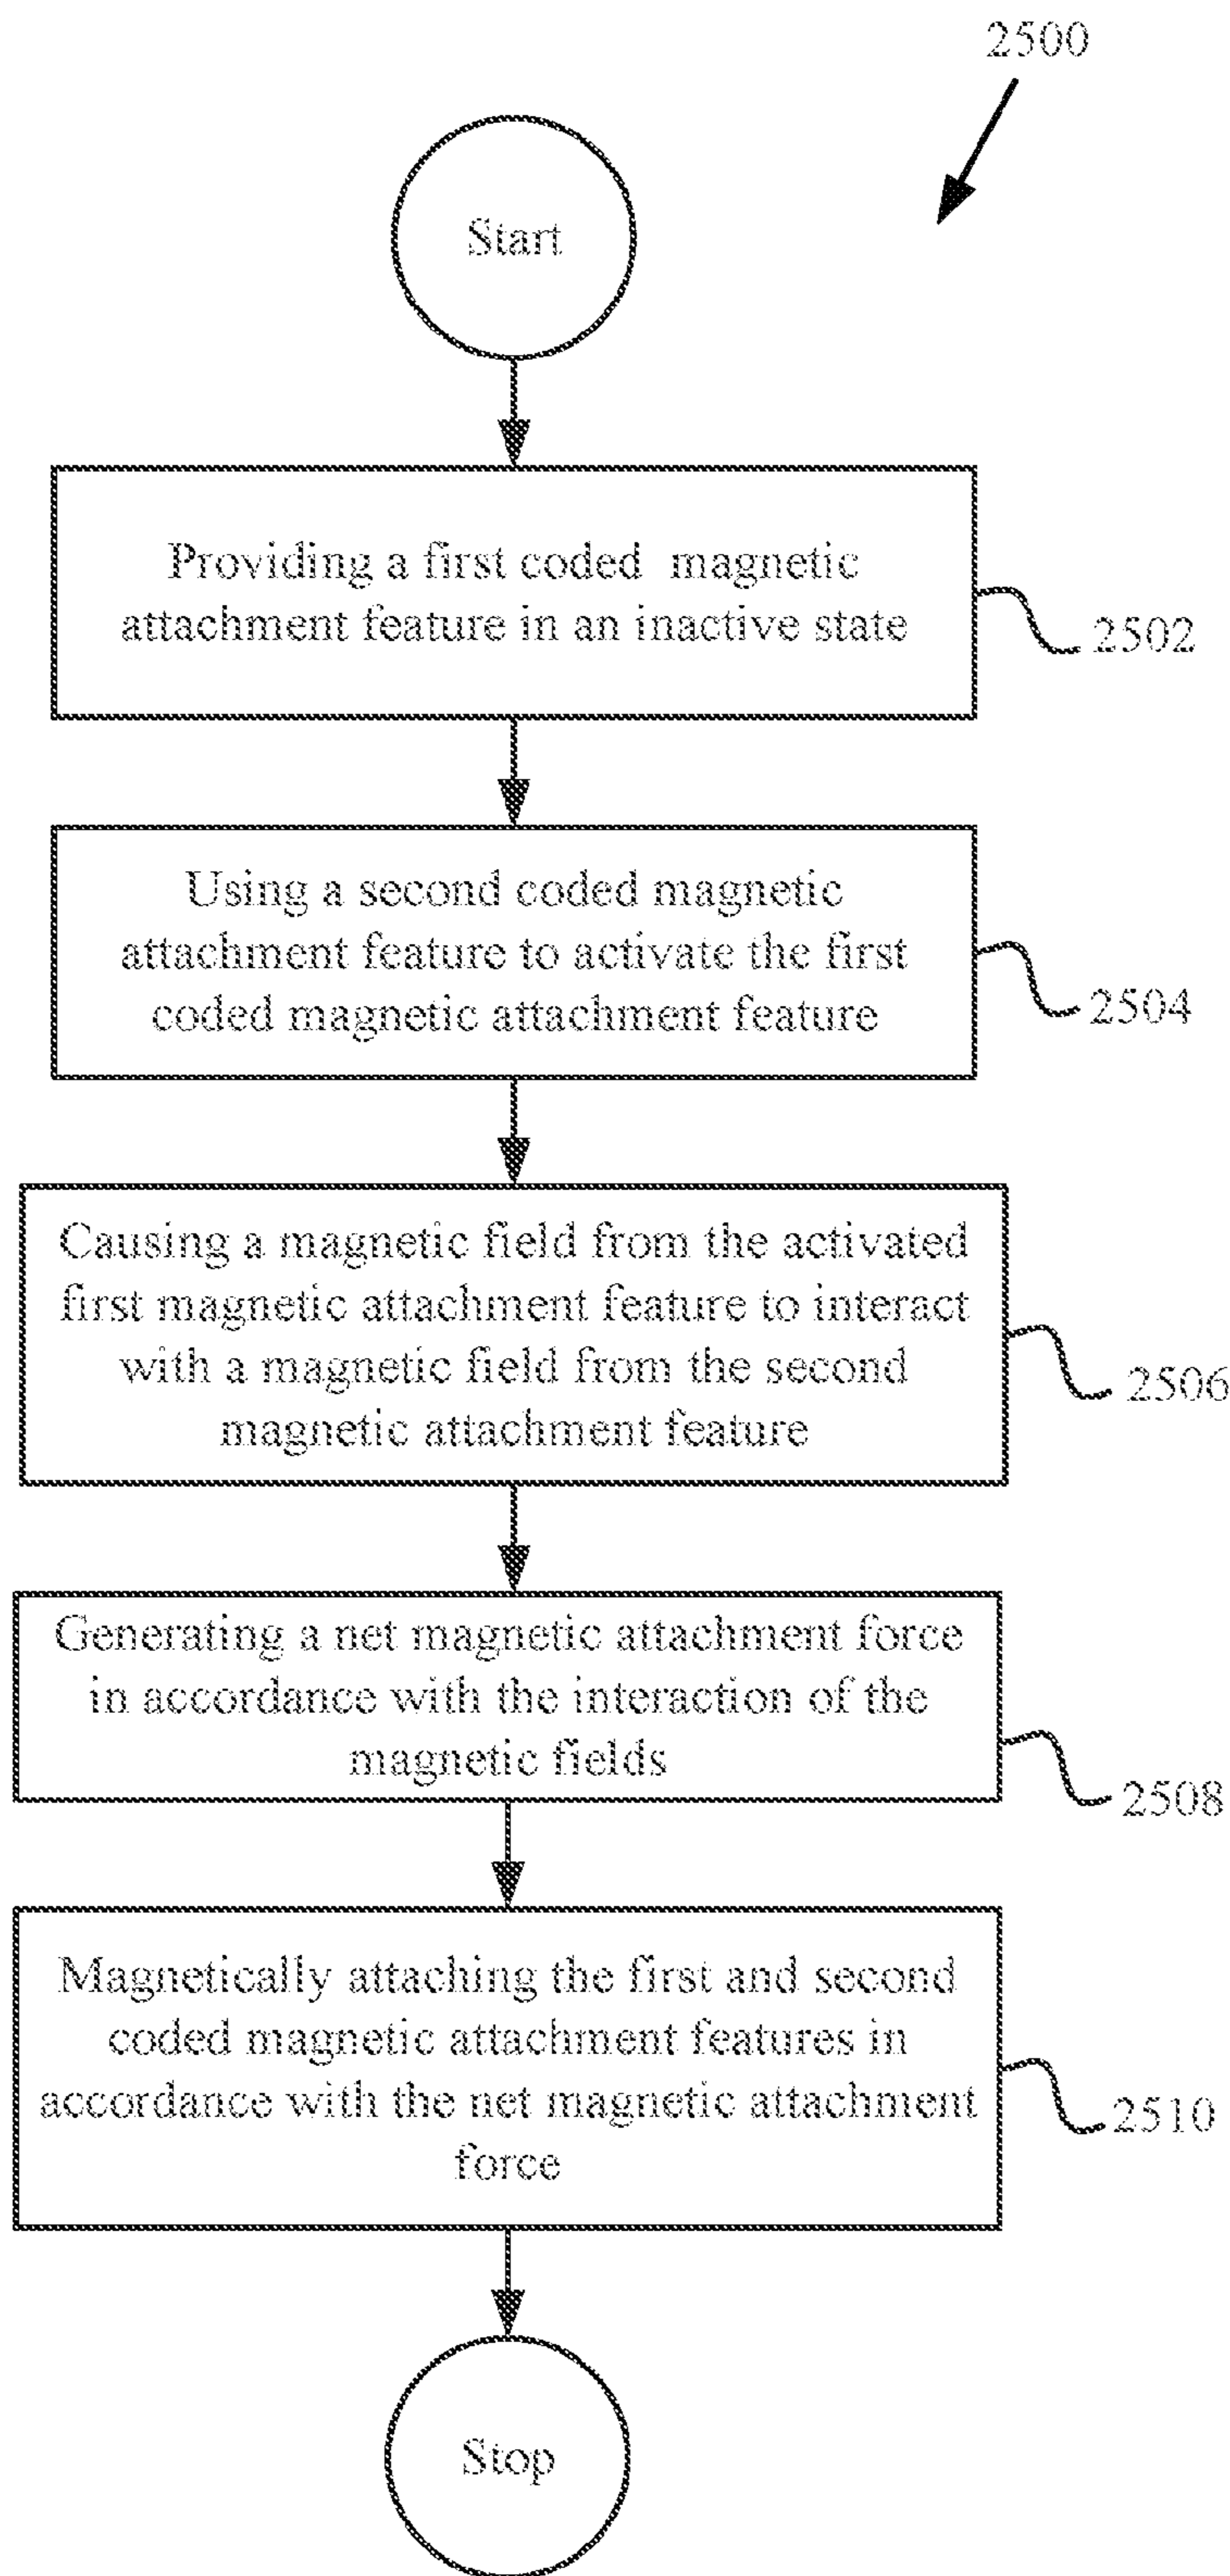 2500
Start
Providing a first coded magnetic
attachment feature in an inactive state
2502
Using a second coded magnetic
attachment feature to activate the first
coded magnetic attachment feature
2504
Causing a magnetic field from the activated
first magnetic attachment feature to interact
with a magnetic field from the second
magnetic attachment feature
2506
Generating a net magnetic attachment force
in accordance with the interaction of the
magnetic fields
2508
Magnetically attaching the first and second
coded magnetic attachment features in
accordance with the net magnetic attachment
force
2510
Stop